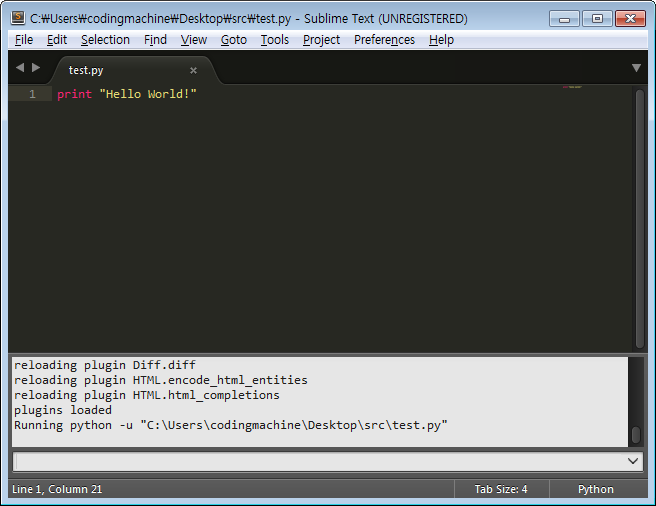 C:₩Users₩codingmachine₩Desktop₩src₩test.py - Sublime Text (UNREGISTERED)
File Edit Selection Find View Goto Tools Project Preferences Help
test.py
1 print "Hello World!"
reloading plugin Diff.diff
reloading plugin HTML.encode_html_entities
reloading plugin HTML.html_completions
plugins loaded
Running python -u "C:\Users\codingmachine\Desktop\src\test.py"
Line 1, Column 21 Tab Size: 4 Python